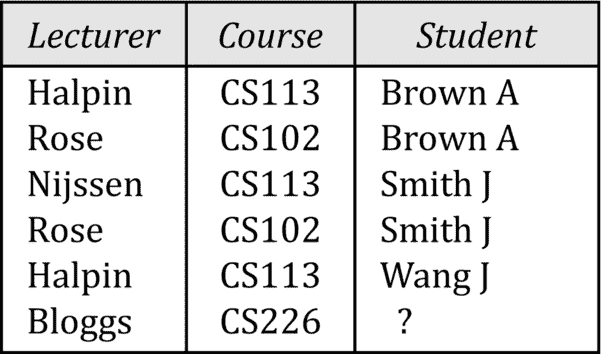 Lecturer Course Student
Halpin CS113 Brown A
Rose CS102 Brown A
Nijssen CS113 Smith J
Rose CS102 Smith J
Halpin CS113 Wang J
Bloggs CS226 ?